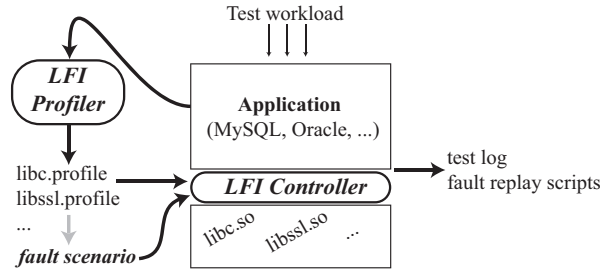 Test workload
LFI
Profiler
Application
(MySQL, Oracle, ...)
libc.profile
libssl.profile
...
fault scenario
LFI Controller
libc.so
libssl.so
...
test log
fault replay scripts